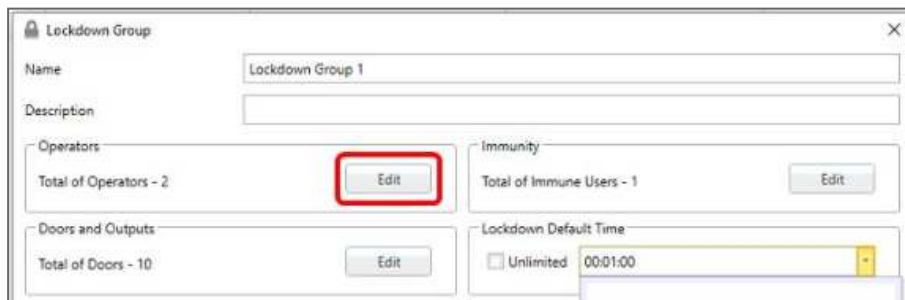 Lockdown Group
Name
Lockdown Group 1
Description
Operators
Total of Operators - 2
Edit
Immunity
Total of Immune Users - 1
Edit
Doors and Outputs
Total of Doors - 10
Edit
Lockdown Default Time
Unlimited
00:01:00